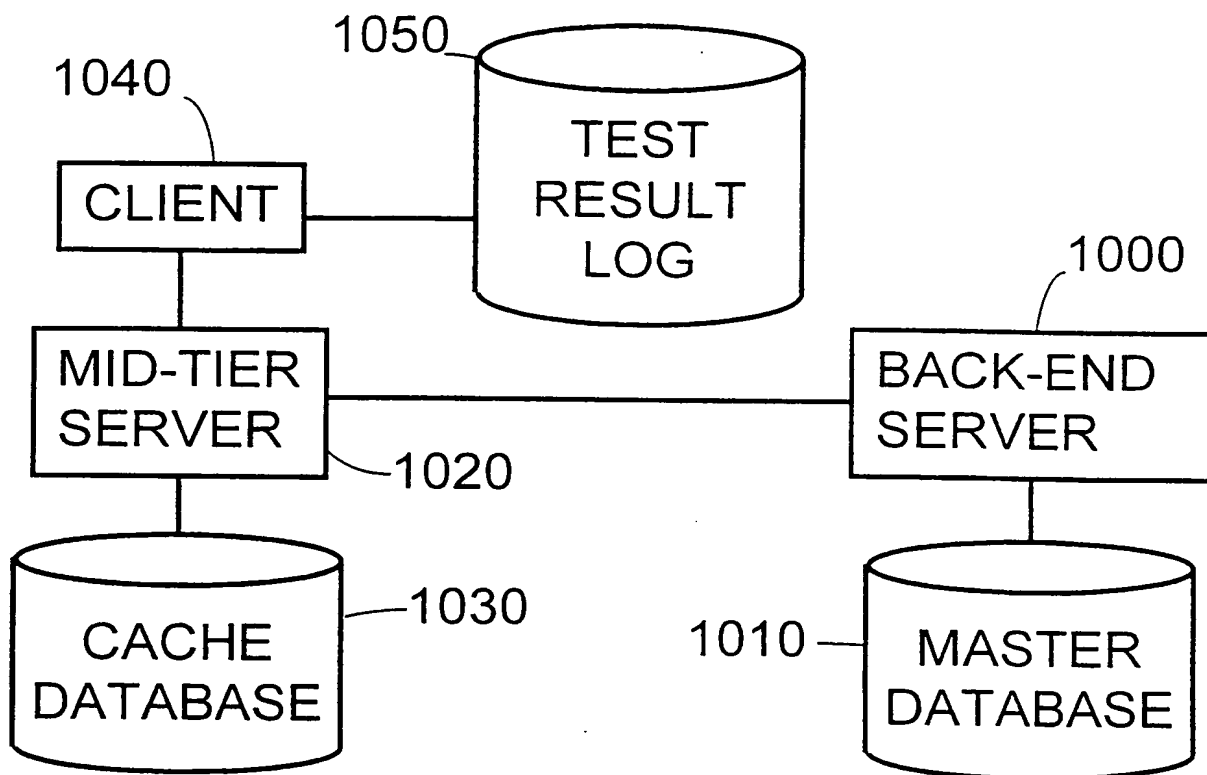 1050
1040
TEST
RESULT
LOG
CLIENT
1000
MID-TIER
SERVER
BACK-END
SERVER
1020
1030
CACHE
DATABASE
1010
MASTER
DATABASE